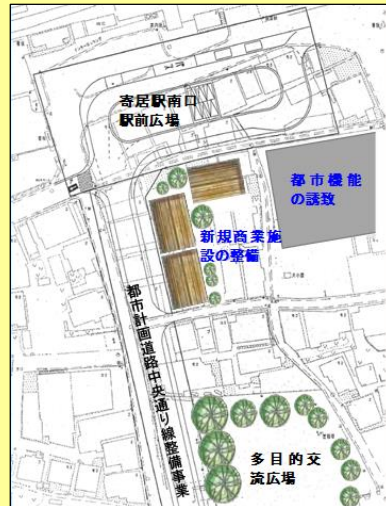 寄居駅南口
駅前広場
都市機能
の誘致
新規商業施
設の整備
都市計画道路中央通り線整備事業
多目的交
流広場